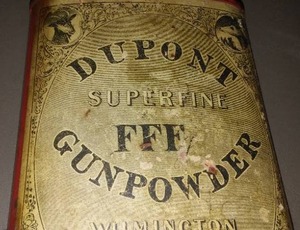 DUPONT
SUPERFINE
FFF
GUNPOWDER
WILMINGTON